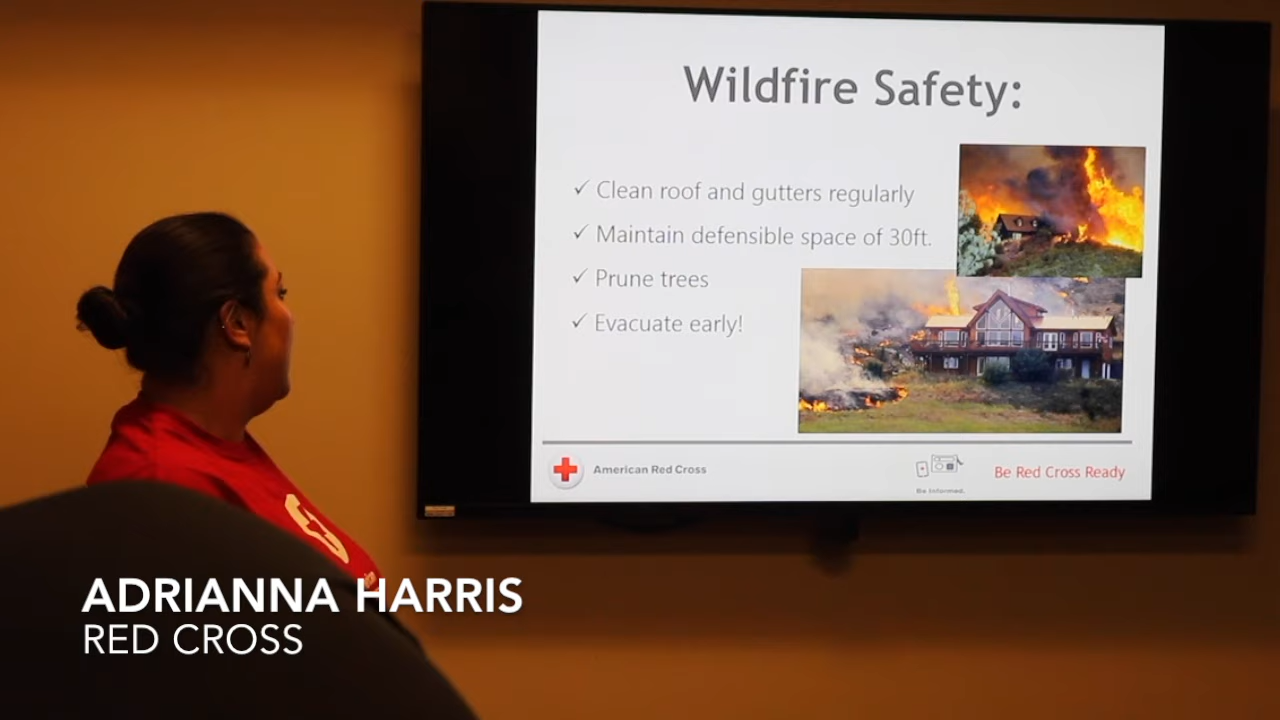 Wildfire Safety:
✓ Clean roof and gutters regularly
✓ Maintain defensible space of 30ft.
✓ Prune trees
✓ Evacuate early!
American Red Cross
Be Informed.
Be Red Cross Ready
ADRIANNA HARRIS
RED CROSS